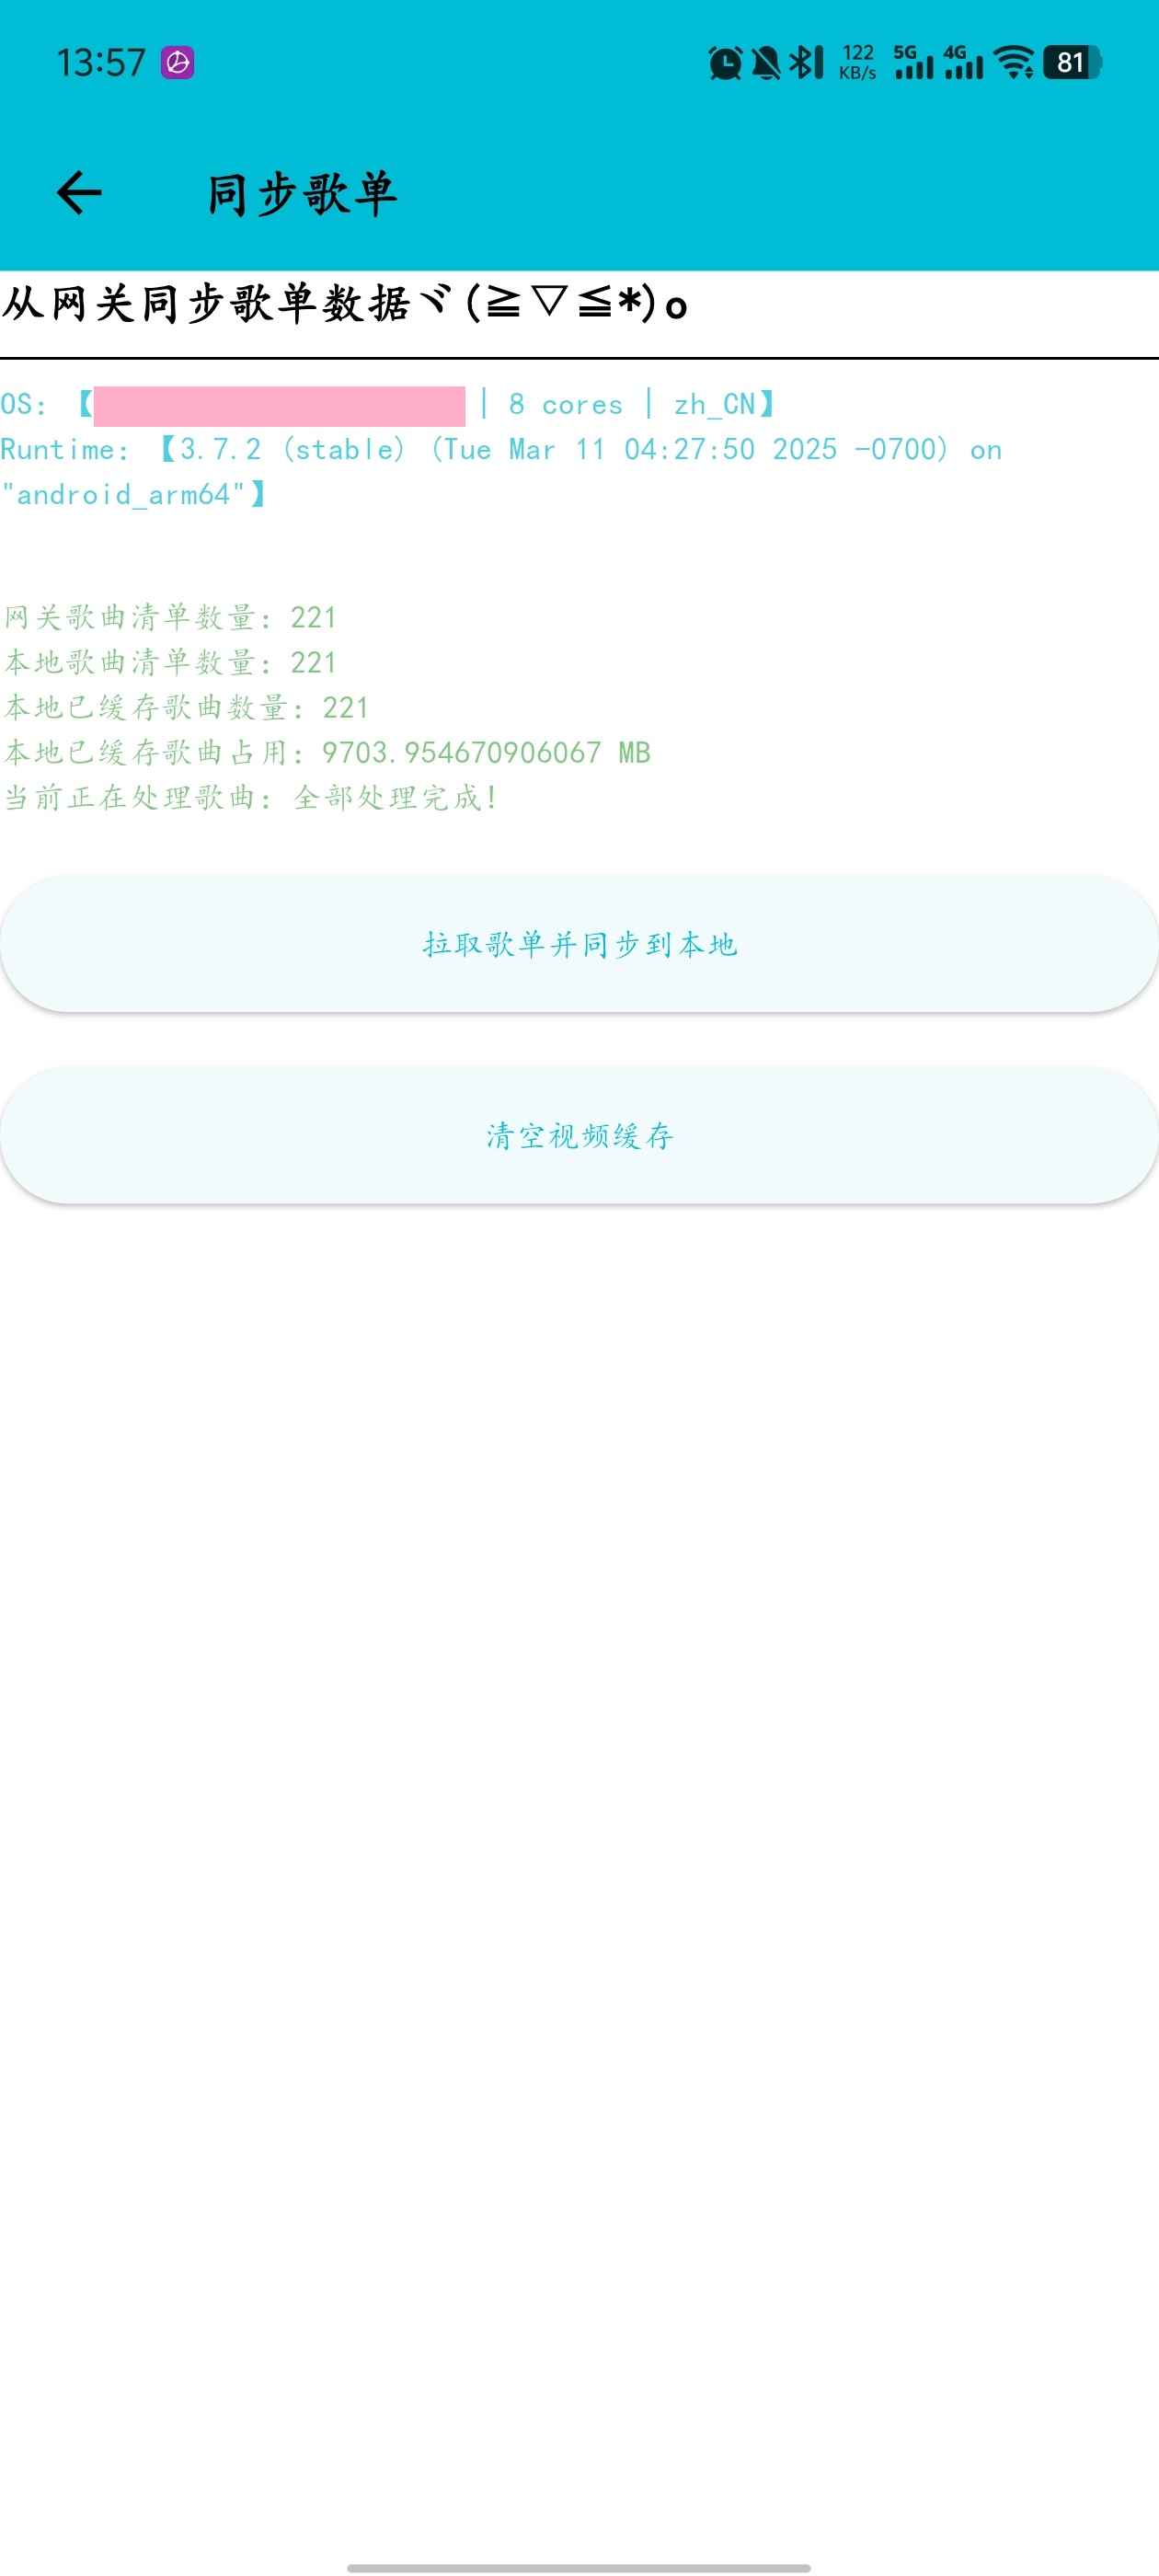 13:57 122 KB/s 5G 4G 81
同步歌单
从网关同步歌单数据ヾ(≧▽≦*)o
OS: 【 | 8 cores | zh_CN】
Runtime: 【3.7.2 (stable) (Tue Mar 11 04:27:50 2025 -0700) on
"android_arm64"】
网关歌曲清单数量: 221
本地歌曲清单数量: 221
本地已缓存歌曲数量: 221
本地已缓存歌曲占用: 9703.954670906067 MB
当前正在处理歌曲: 全部处理完成!
拉取歌单并同步到本地
清空视频缓存